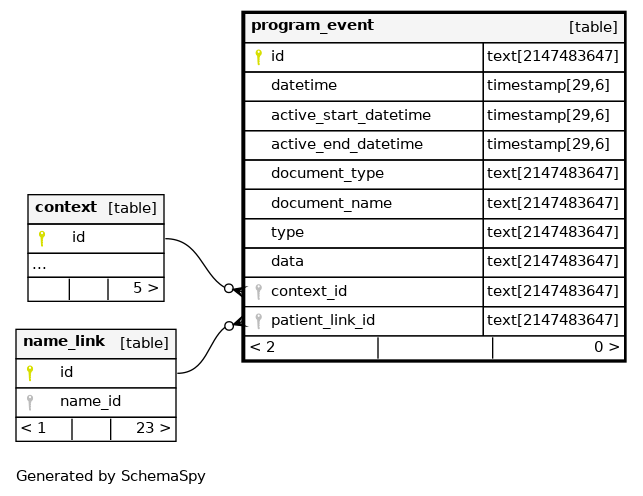 program_event [table]
id text[2147483647]
datetime timestamp[29,6]
active_start_datetime timestamp[29,6]
active_end_datetime timestamp[29,6]
document_type text[2147483647]
document_name text[2147483647]
type text[2147483647]
data text[2147483647]
context_id text[2147483647]
patient_link_id text[2147483647]
< 2 0 >
context [table]
id
...
5 >
name_link [table]
id
name_id
< 1 23 >
Generated by SchemaSpy